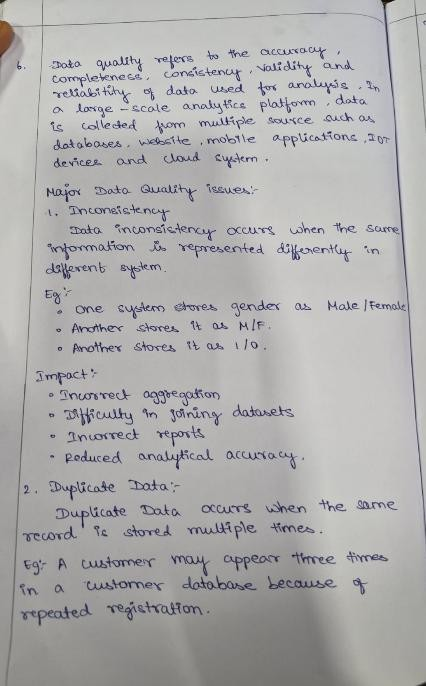 6. Data quality refers to the accuracy,
completeness, consistency, validity and
reliability of data used for analysis. In
a large-scale analytics platform, data
is collected from multiple source such as
databases, website, mobile applications, IOT
devices and cloud system.
Major Data Quality issues:-
1. Inconsistency
Data inconsistency occurs when the same
information is represented differently in
different system.
Eg:-
• One system stores gender as Male/Female
• Another stores it as M/F.
• Another stores it as 1/0.
Impact:-
• Incorrect aggregation
• Difficulty in joining datasets
• Incorrect reports
• Reduced analytical accuracy.
2. Duplicate Data:-
Duplicate Data occurs when the same
record is stored multiple times.
Eg:- A customer may appear three times
in a customer database because of
repeated registration.